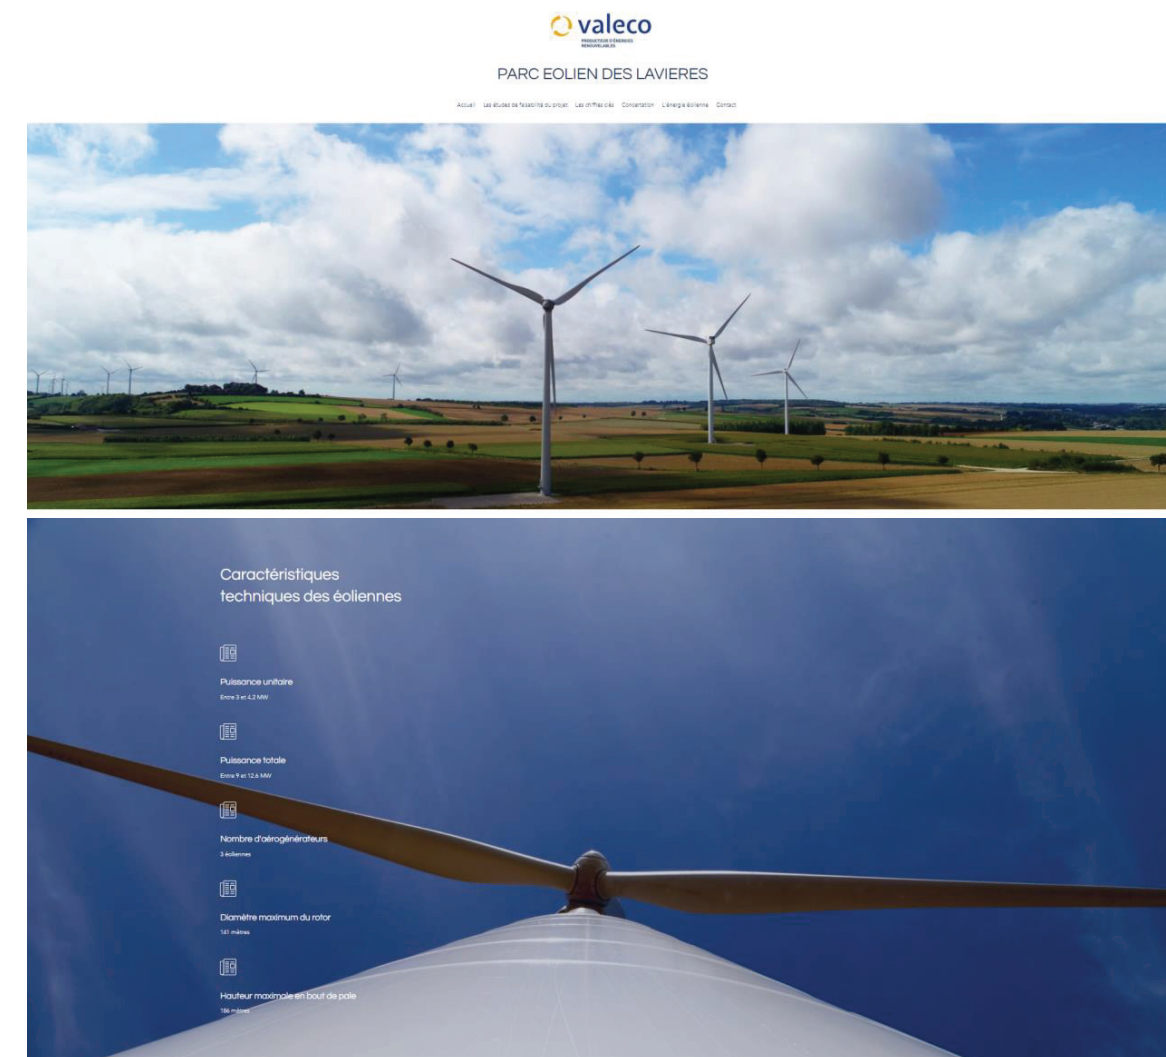 valeco
PRODUCTEUR D'ÉNERGIES
RENOUVELABLES
PARC EOLIEN DES LAVIERES
Accueil Les études de faisabilité du projet Les chiffres clés Concertation L'énergie éolienne Contact
Caractéristiques
techniques des éoliennes
Puissance unitaire
Entre 3 et 4,2 MW
Puissance totale
Entre 9 et 12,6 MW
Nombre d'aérogénérateurs
3 éoliennes
Diamètre maximum du rotor
141 mètres
Hauteur maximale en bout de pale
186 mètres